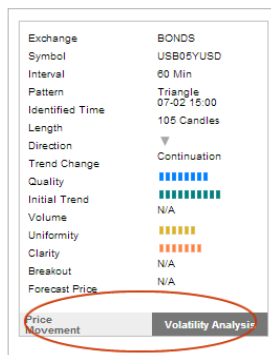 Exchange BONDS
Symbol USB05YUSD
Interval 60 Min
Pattern Triangle
Identified Time 07-02 15:00
Length 105 Candles
Direction
Trend Change Continuation
Quality
Initial Trend
Volume N/A
Uniformity
Clarity
Breakout N/A
Forecast Price N/A
Price
Movement
Volatility Analysis